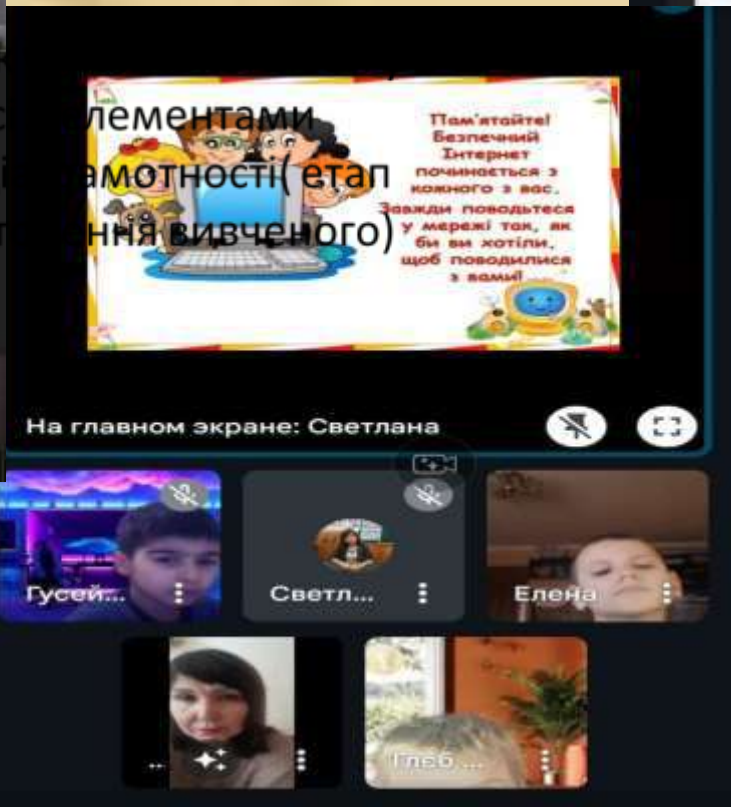 лементами
амотності( етап
ння вивченого)
Пам'ятайте!
Безпечний
Інтернет
починається з
кожного з вас.
Завжди поводьтеся
у мережі так, як
би ви хотіли,
щоб поводилися
з вами!
На главном экране: Светлана
Гусей...
Светл...
Елена
..
Глєб ...